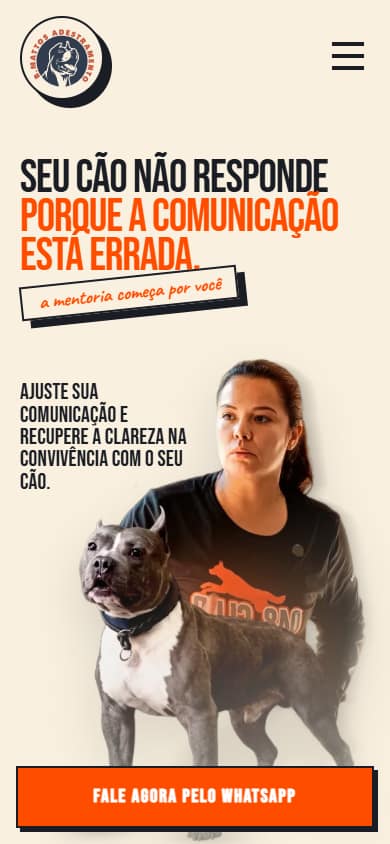 B. MATTOS ADESTRAMENTO
SEU CÃO NÃO RESPONDE
PORQUE A COMUNICAÇÃO
ESTÁ ERRADA.
a mentoria começa por você
AJUSTE SUA
COMUNICAÇÃO E
RECUPERE A CLAREZA NA
CONVIVÊNCIA COM O SEU
CÃO.
FALE AGORA PELO WHATSAPP